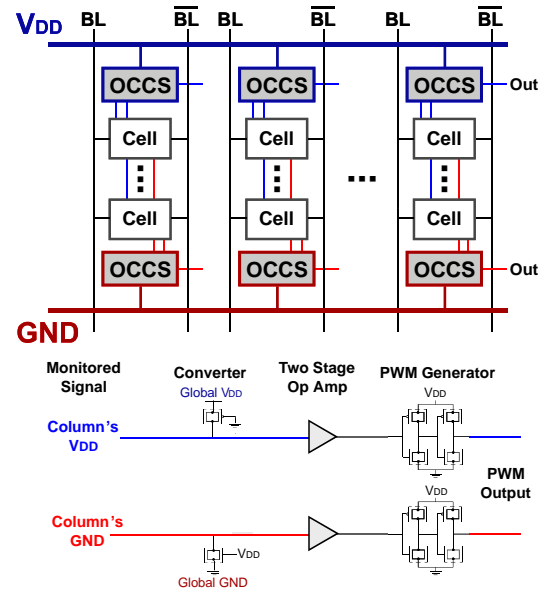 VDD BL BL BL BL BL BL
OCCS OCCS OCCS Out
Cell Cell Cell
Cell Cell Cell
OCCS OCCS OCCS Out
GND
Monitored Signal
Converter
Two Stage Op Amp
PWM Generator
Global VDD
VDD
Column's VDD
PWM Output
VDD
Column's GND
VDD
Global GND